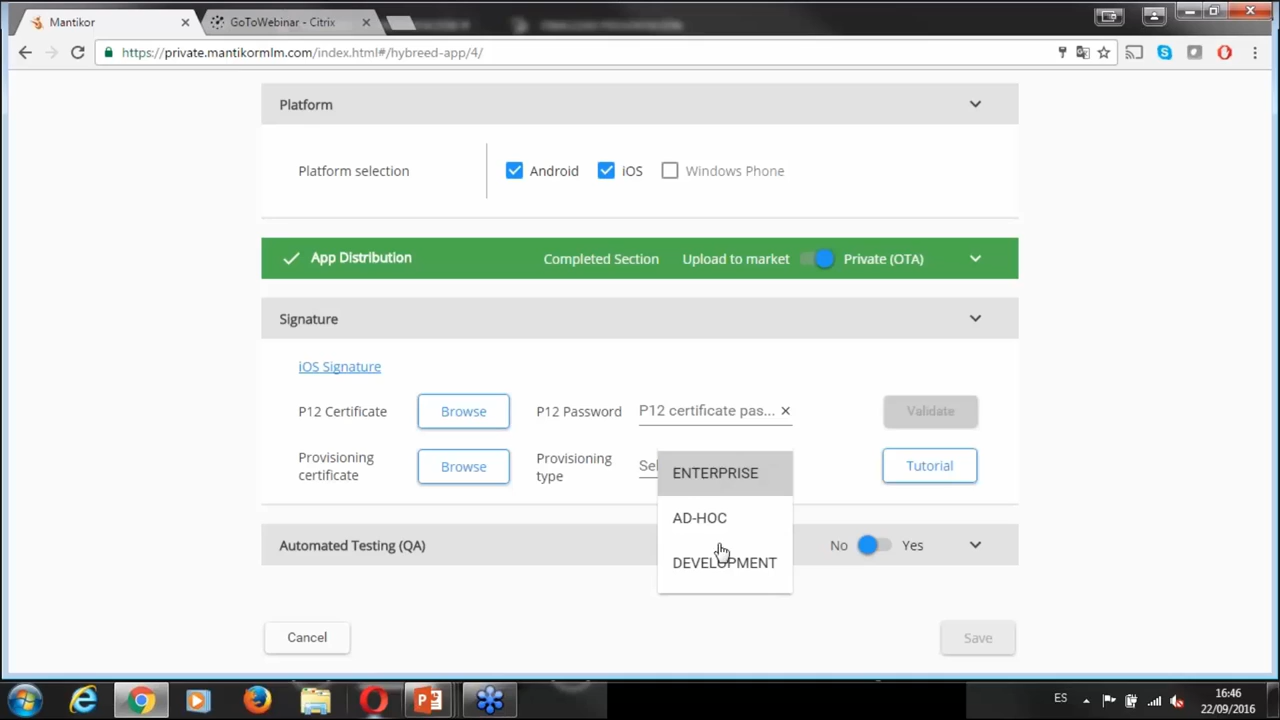 Mantikor
GoToWebinar - Citrix
https://private.mantikormlm.com/index.html#/hybreed-app/4/
Platform
Platform selection
Android
iOS
Windows Phone
App Distribution
Completed Section
Upload to market
Private (OTA)
Signature
iOS Signature
P12 Certificate
Browse
P12 Password
P12 certificate pas...
Validate
Provisioning
certificate
Browse
Provisioning
type
Tutorial
ENTERPRISE
AD-HOC
DEVELOPMENT
Automated Testing (QA)
No
Yes
Cancel
Save
ES
16:46
22/09/2016